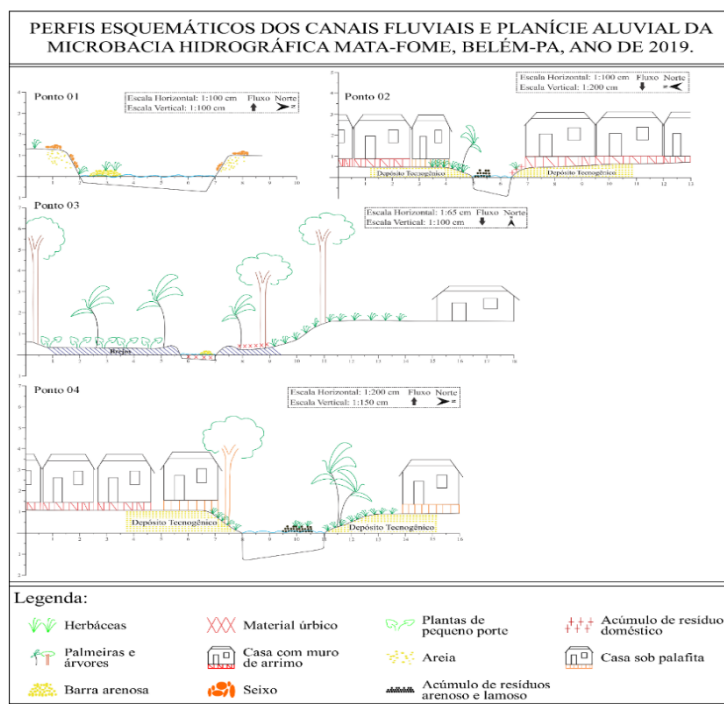 PERFIS ESQUEMÁTICOS DOS CANAIS FLUVIAIS E PLANÍCIE ALUVIAL DA
MICROBACIA HIDROGRÁFICA MATA-FOME, BELÉM-PA, ANO DE 2019.
Ponto 01
Escala Horizontal: 1:100 cm Fluxo Norte
Escala Vertical: 1:100 cm
Ponto 02
Escala Horizontal: 1:100 cm Fluxo Norte
Escala Vertical: 1:200 cm
Depósito Tecnogênico
Depósito Tecnogênico
Ponto 03
Escala Horizontal: 1:65 cm Fluxo Norte
Escala Vertical: 1:100 cm
Ponto 04
Escala Horizontal: 1:200 cm Fluxo Norte
Escala Vertical: 1:150 cm
Depósito Tecnogênico
Depósito Tecnogênico
Legenda:
Herbáceas
Material úrbico
Plantas de
pequeno porte
Acúmulo de resíduo
doméstico
Palmeiras e
árvores
Casa com muro
de arrimo
Areia
Casa sob palafita
Barra arenosa
Seixo
Acúmulo de resíduos
arenoso e lamoso